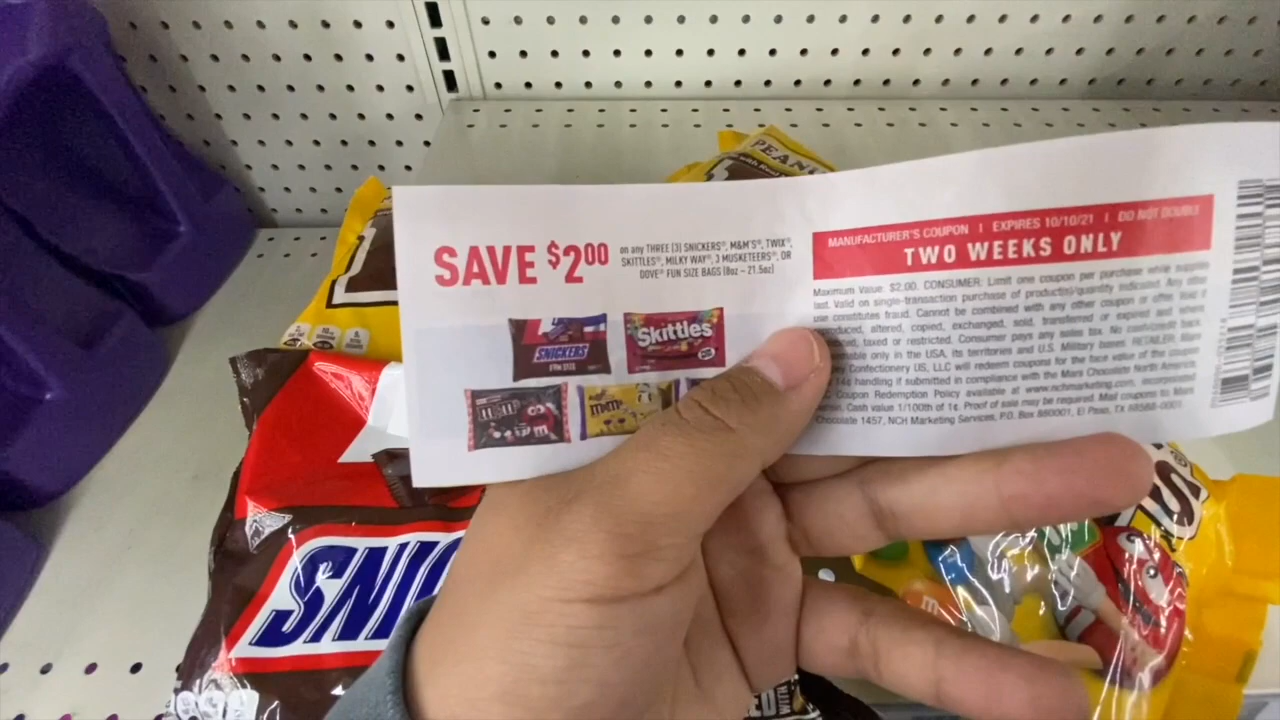 PEANU
SAVE $2.00
on any THREE (3) SNICKERS®, M&M'S®, TWIX®,
SKITTLES®, MILKY WAY®, 3 MUSKETEERS®, OR
DOVE® FUN SIZE BAGS (8oz – 21.5oz)
SNICKERS
FUN SIZE
Skittles
m&m's
m&m's
MANUFACTURER'S COUPON | EXPIRES 10/10/21 | DO NOT DOUBLE
TWO WEEKS ONLY
Maximum Value: $2.00. CONSUMER: Limit one coupon per purchase while supplies
last. Valid on single-transaction purchase of product(s)/quantity indicated. Any other
use constitutes fraud. Cannot be combined with any other coupon or offer. Void if
altered, copied, exchanged, sold, transferred or expired and where
taxed or restricted. Consumer pays any sales tax. No cash/credit back.
only in the USA, its territories and U.S. Military bases. RETAILER: Mars
Confectionery US, LLC will redeem coupons for the face value of this coupon
handling if submitted in compliance with the Mars Chocolate North America,
Coupon Redemption Policy available at www.nchmarketing.com, incorporated
Cash value 1/100th of 1¢. Proof of sale may be required. Mail coupons to: Mars
Chocolate 1457, NCH Marketing Services, P.O. Box 880001, El Paso, TX 88588-0001
SNIC
m